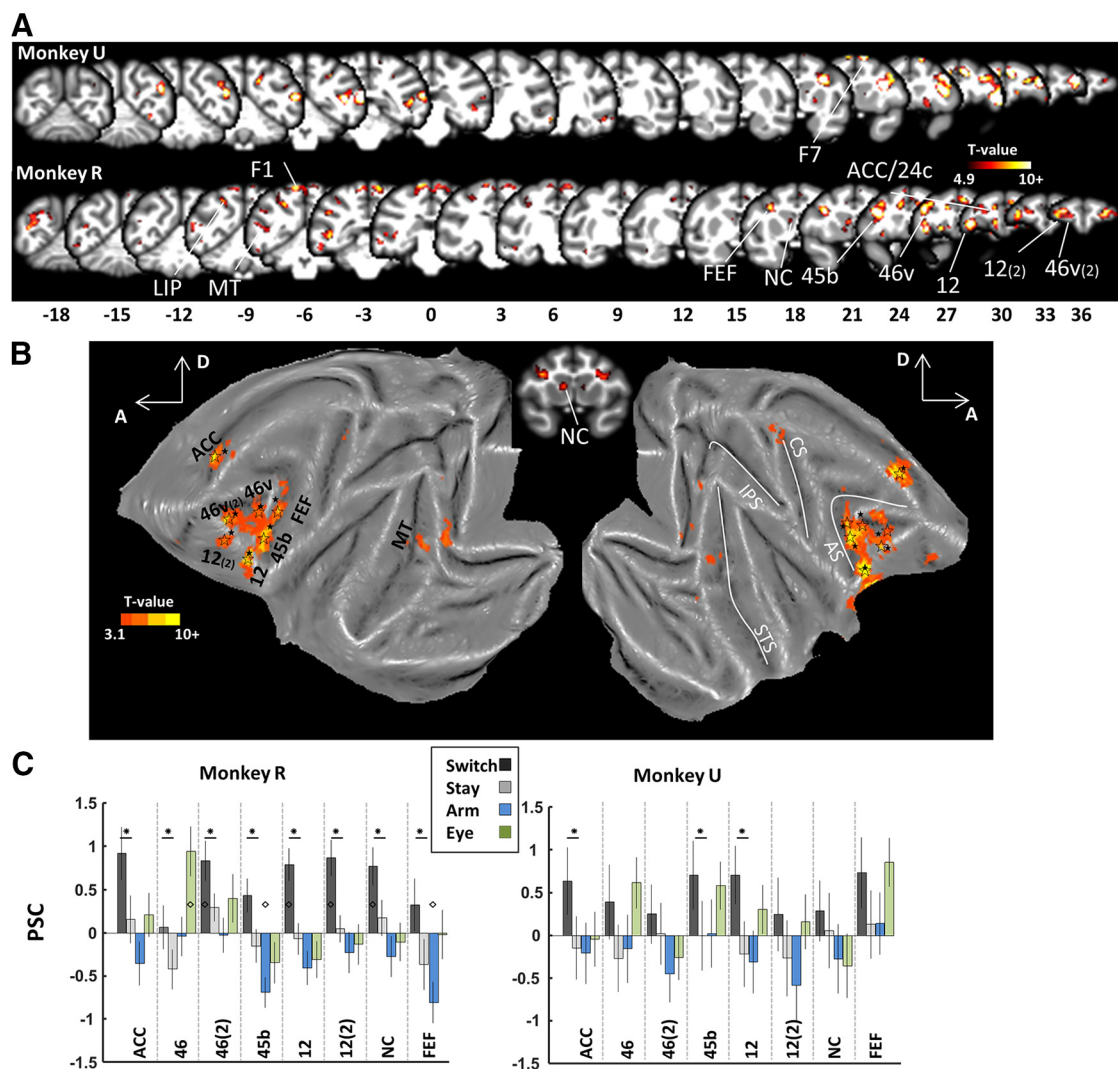 A
Monkey U
F7
T-value
4.9 10+
Monkey R
F1
ACC/24c
LIP MT FEF NC 45b 46v 12 12(2) 46v(2)
-18 -15 -12 -9 -6 -3 0 3 6 9 12 15 18 21 24 27 30 33 36
B
D
A
D
A
NC
ACC
46v(2)
46v
FEF
45b
12(2)
12
MT
IPS
CS
AS
STS
T-value
3.1 10+
C
Monkey R
Monkey U
Switch
Stay
Arm
Eye
PSC
1.5
1
0.5
0
-0.5
-1
-1.5
* * * * * * * *
ACC 46 46(2) 45b 12 12(2) NC FEF
1.5
1
0.5
0
-0.5
-1
-1.5
* * *
ACC 46 46(2) 45b 12 12(2) NC FEF